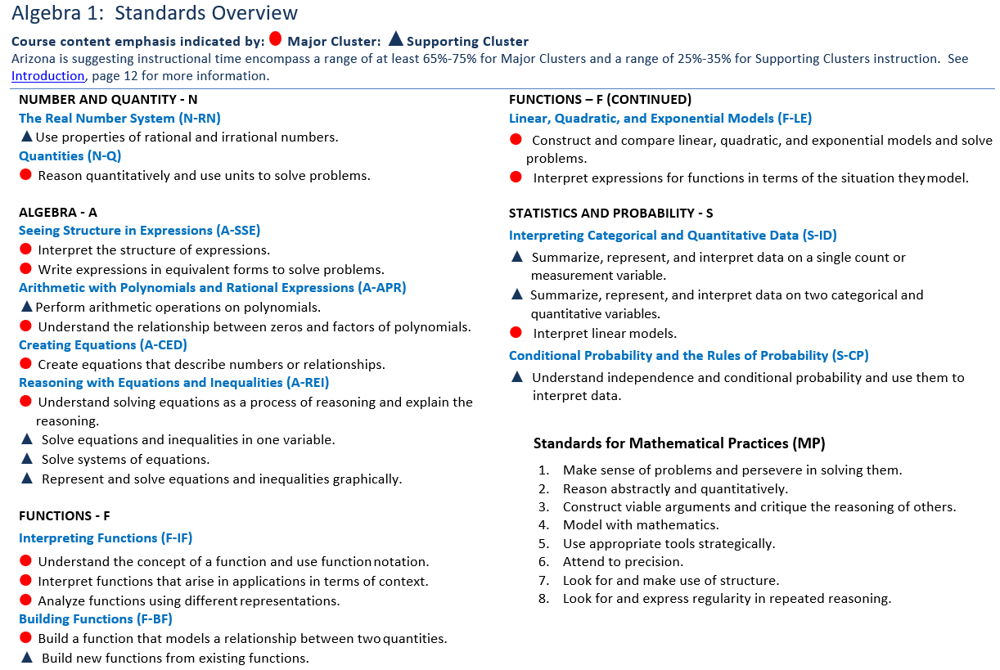 Algebra 1: Standards Overview
Course content emphasis indicated by: Major Cluster: Supporting Cluster
Arizona is suggesting instructional time encompass a range of at least 65%-75% for Major Clusters and a range of 25%-35% for Supporting Clusters instruction. See
Introduction, page 12 for more information.
NUMBER AND QUANTITY - N
The Real Number System (N-RN)
Use properties of rational and irrational numbers.
Quantities (N-Q)
Reason quantitatively and use units to solve problems.
ALGEBRA - A
Seeing Structure in Expressions (A-SSE)
Interpret the structure of expressions.
Write expressions in equivalent forms to solve problems.
Arithmetic with Polynomials and Rational Expressions (A-APR)
Perform arithmetic operations on polynomials.
Understand the relationship between zeros and factors of polynomials.
Creating Equations (A-CED)
Create equations that describe numbers or relationships.
Reasoning with Equations and Inequalities (A-REI)
Understand solving equations as a process of reasoning and explain the
reasoning.
Solve equations and inequalities in one variable.
Solve systems of equations.
Represent and solve equations and inequalities graphically.
FUNCTIONS - F
Interpreting Functions (F-IF)
Understand the concept of a function and use function notation.
Interpret functions that arise in applications in terms of context.
Analyze functions using different representations.
Building Functions (F-BF)
Build a function that models a relationship between two quantities.
Build new functions from existing functions.
FUNCTIONS – F (CONTINUED)
Linear, Quadratic, and Exponential Models (F-LE)
Construct and compare linear, quadratic, and exponential models and solve
problems.
Interpret expressions for functions in terms of the situation they model.
STATISTICS AND PROBABILITY - S
Interpreting Categorical and Quantitative Data (S-ID)
Summarize, represent, and interpret data on a single count or
measurement variable.
Summarize, represent, and interpret data on two categorical and
quantitative variables.
Interpret linear models.
Conditional Probability and the Rules of Probability (S-CP)
Understand independence and conditional probability and use them to
interpret data.
Standards for Mathematical Practices (MP)
1. Make sense of problems and persevere in solving them.
2. Reason abstractly and quantitatively.
3. Construct viable arguments and critique the reasoning of others.
4. Model with mathematics.
5. Use appropriate tools strategically.
6. Attend to precision.
7. Look for and make use of structure.
8. Look for and express regularity in repeated reasoning.